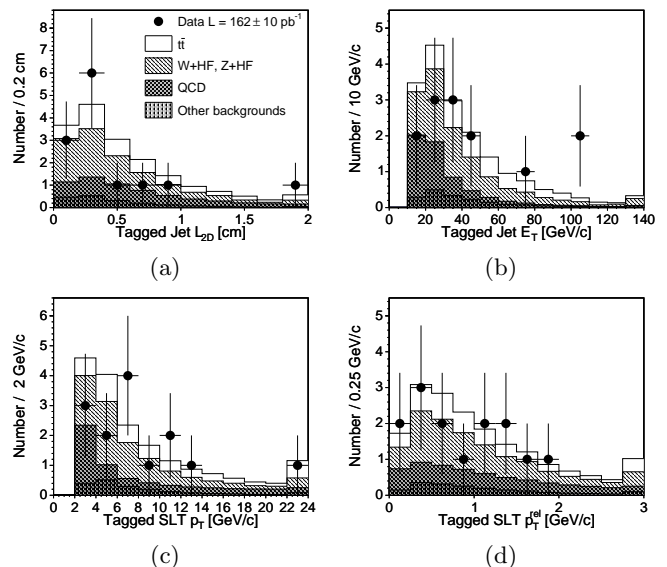 Number / 0.2 cm
8
7
6
5
4
3
2
1
0
Data L = 162 ± 10 pb⁻¹
tt̄
W+HF, Z+HF
QCD
Other backgrounds
0 0.5 1 1.5 2
Tagged Jet L2D [cm]
(a)
Number / 10 GeV/c
5
4
3
2
1
0
0 20 40 60 80 100 120 140
Tagged Jet ET [GeV/c]
(b)
Number / 2 GeV/c
6
5
4
3
2
1
0
0 2 4 6 8 10 12 14 16 18 20 22 24
Tagged SLT pT [GeV/c]
(c)
Number / 0.25 GeV/c
5
4
3
2
1
0
0 1 2 3
Tagged SLT pT^rel [GeV/c]
(d)